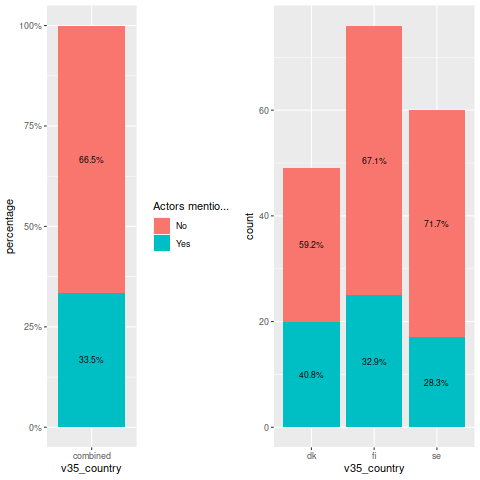 100%
75%
50%
25%
0%
percentage
66.5%
33.5%
combined
v35_country
Actors mentio...
No
Yes
count
60
40
20
0
59.2%
40.8%
67.1%
32.9%
71.7%
28.3%
dk
fi
se
v35_country